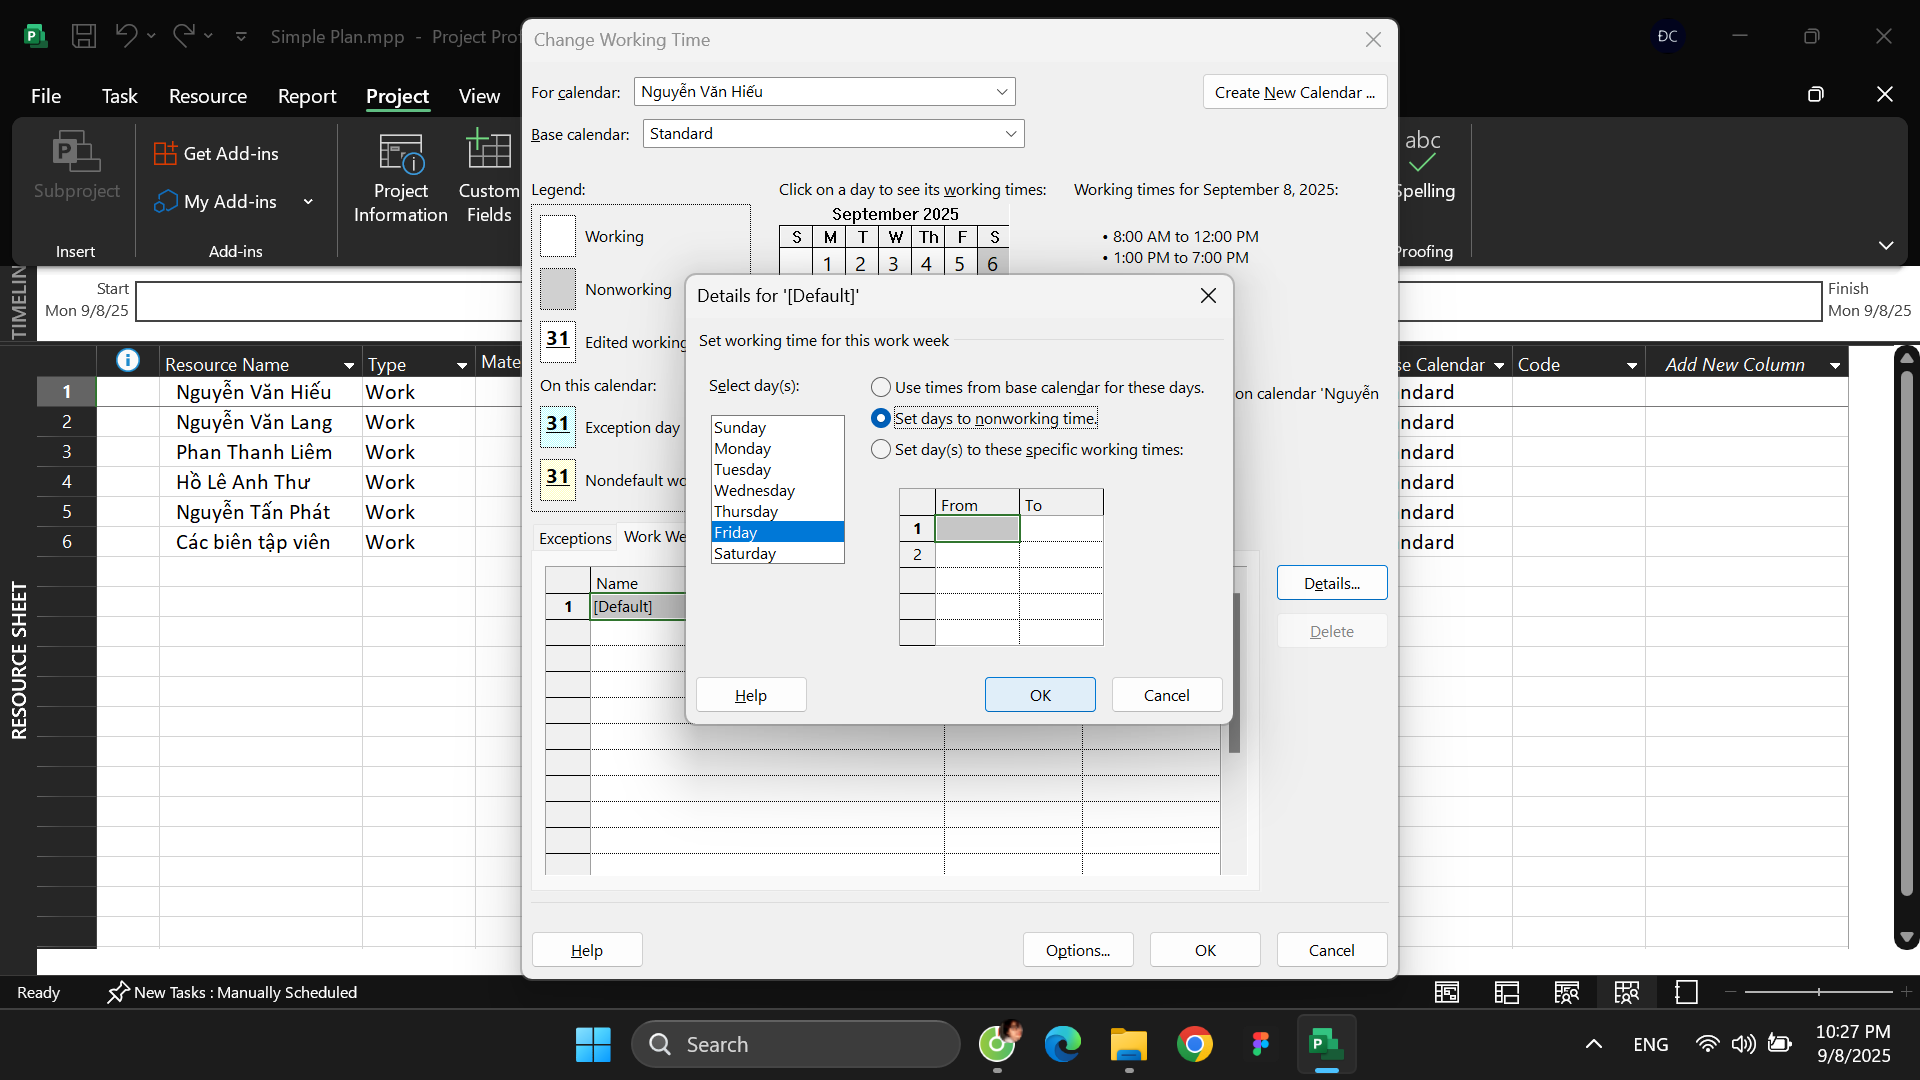 Simple Plan.mpp - Project Prof
ĐC
File Task Resource Report Project View
Subproject
Insert
Get Add-ins
My Add-ins
Add-ins
Project Information
Custom Fields
abc
Spelling
Proofing
Change Working Time
For calendar: Nguyễn Văn Hiếu
Create New Calendar ...
Base calendar: Standard
Legend:
Working
Nonworking
31 Edited working
On this calendar:
31 Exception day
31 Nondefault wo
Click on a day to see its working times:
September 2025
S M T W Th F S
1 2 3 4 5 6
Working times for September 8, 2025:
• 8:00 AM to 12:00 PM
• 1:00 PM to 7:00 PM
on calendar 'Nguyễn
Exceptions Work We
Name
1 [Default]
Details...
Delete
Help Options... OK Cancel
Details for '[Default]'
Set working time for this work week
Select day(s):
Sunday
Monday
Tuesday
Wednesday
Thursday
Friday
Saturday
Use times from base calendar for these days.
Set days to nonworking time.
Set day(s) to these specific working times:
From To
1
2
Help OK Cancel
TIMELIN
Start
Mon 9/8/25
Finish
Mon 9/8/25
RESOURCE SHEET
Resource Name Type Mate se Calendar Code Add New Column
1 Nguyễn Văn Hiếu Work ndard
2 Nguyễn Văn Lang Work ndard
3 Phan Thanh Liêm Work ndard
4 Hồ Lê Anh Thư Work ndard
5 Nguyễn Tấn Phát Work ndard
6 Các biên tập viên Work ndard
Ready New Tasks : Manually Scheduled
Search
ENG
10:27 PM
9/8/2025